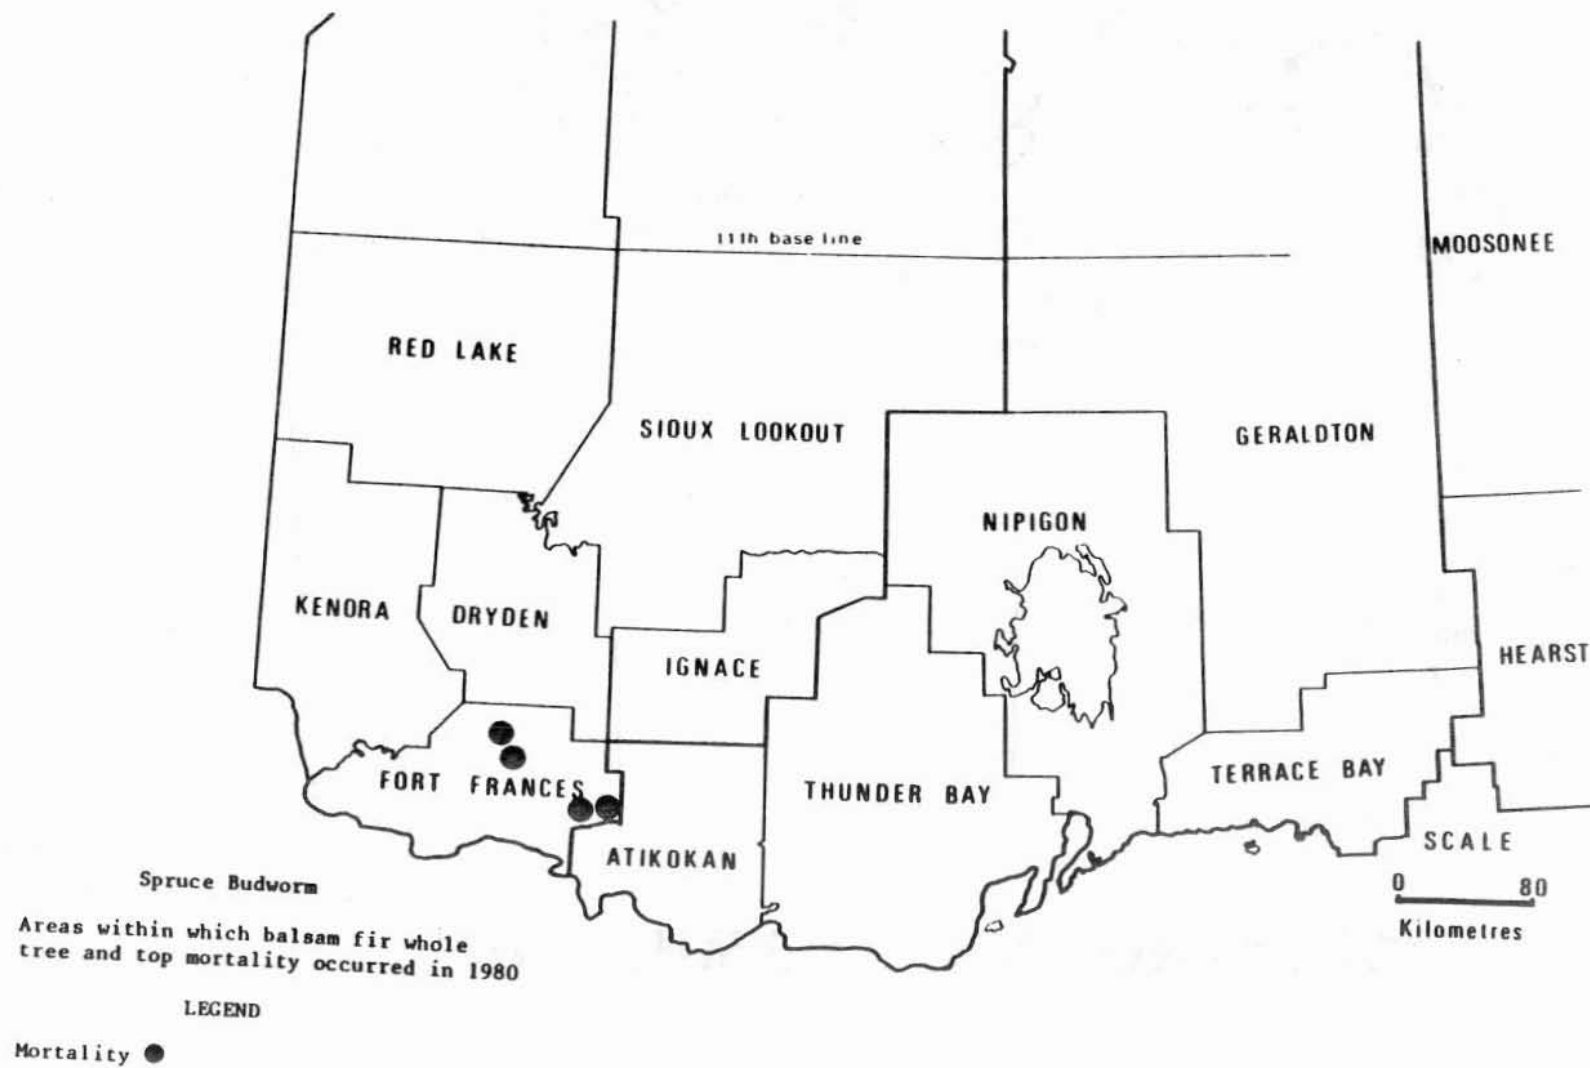 11th base line
MOOSONEE
RED LAKE
SIOUX LOOKOUT
GERALDTON
NIPIGON
KENORA
DRYDEN
IGNACE
HEARST
FORT FRANCES
THUNDER BAY
TERRACE BAY
ATIKOKAN
SCALE
0 80
Kilometres
Spruce Budworm
Areas within which balsam fir whole
tree and top mortality occurred in 1980
LEGEND
Mortality